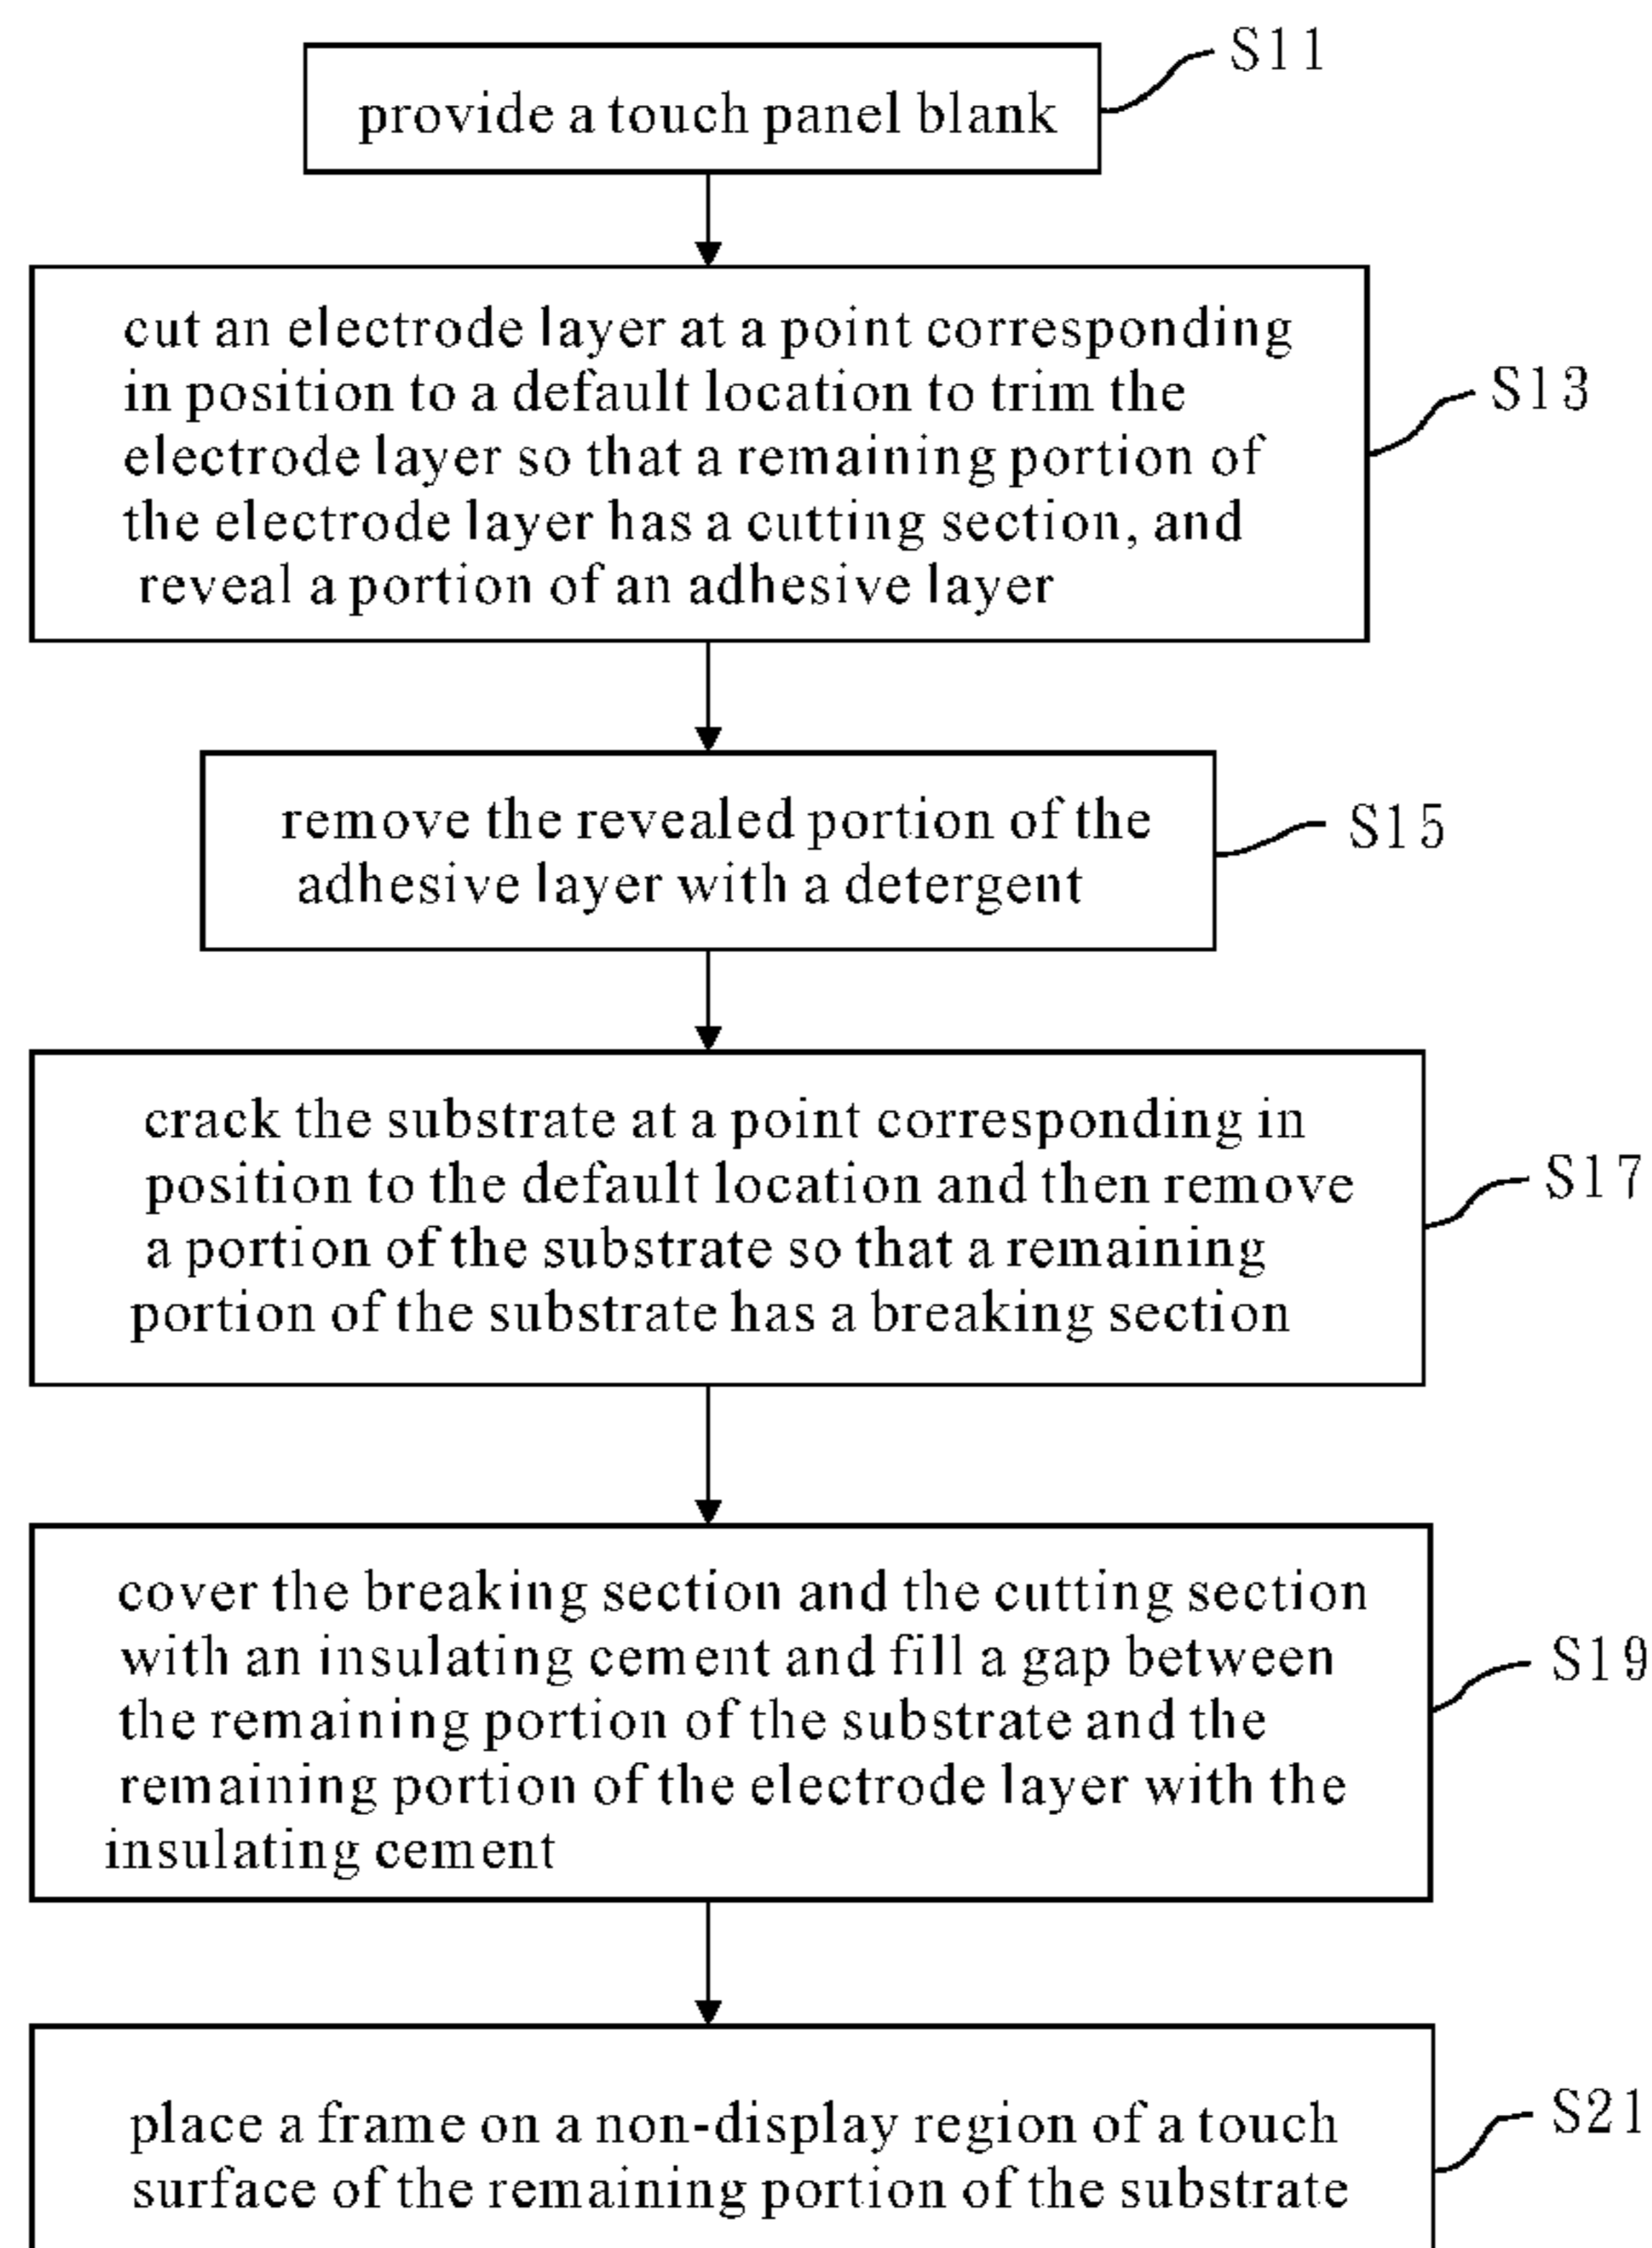 S11
provide a touch panel blank
cut an electrode layer at a point corresponding
in position to a default location to trim the
electrode layer so that a remaining portion of
the electrode layer has a cutting section, and
reveal a portion of an adhesive layer
S13
remove the revealed portion of the
adhesive layer with a detergent
S15
crack the substrate at a point corresponding in
position to the default location and then remove
a portion of the substrate so that a remaining
portion of the substrate has a breaking section
S17
cover the breaking section and the cutting section
with an insulating cement and fill a gap between
the remaining portion of the substrate and the
remaining portion of the electrode layer with the
insulating cement
S19
place a frame on a non-display region of a touch
surface of the remaining portion of the substrate
S21